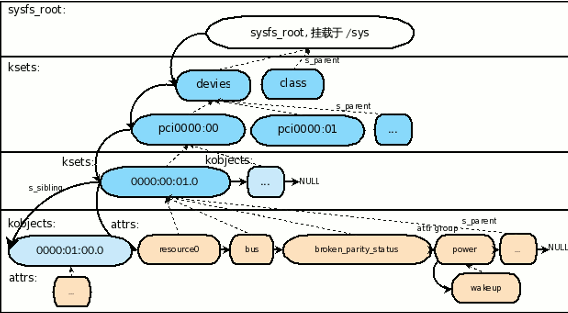 sysfs_root:
sysfs_root, 挂载于 /sys
ksets:
s_parent
devies
class
s_parent
pci0000:00
pci0000:01
...
ksets:
kobjects:
0000:00:01.0
...
NULL
s_sibling
kobjects:
attrs:
attr group
s_parent
0000:01:00.0
resource0
bus
broken_parity_status
power
...
NULL
attrs:
...
wakeup